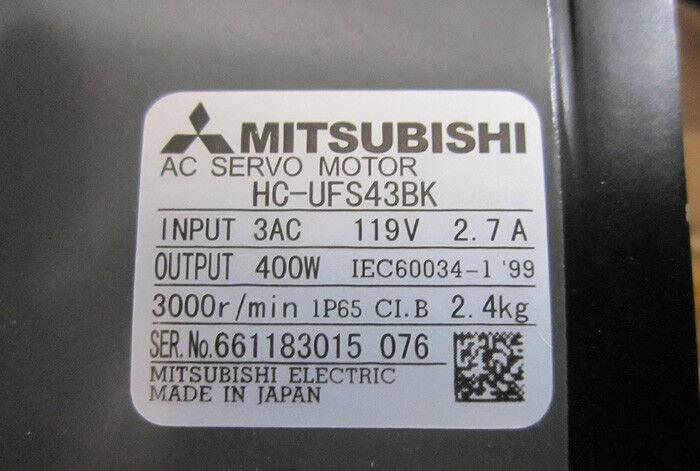 MITSUBISHI
AC SERVO MOTOR
HC-UFS43BK
INPUT 3AC 119V 2.7A
OUTPUT 400W IEC60034-1 '99
3000r/min IP65 CI.B 2.4kg
SER.No.661183015 076
MITSUBISHI ELECTRIC
MADE IN JAPAN